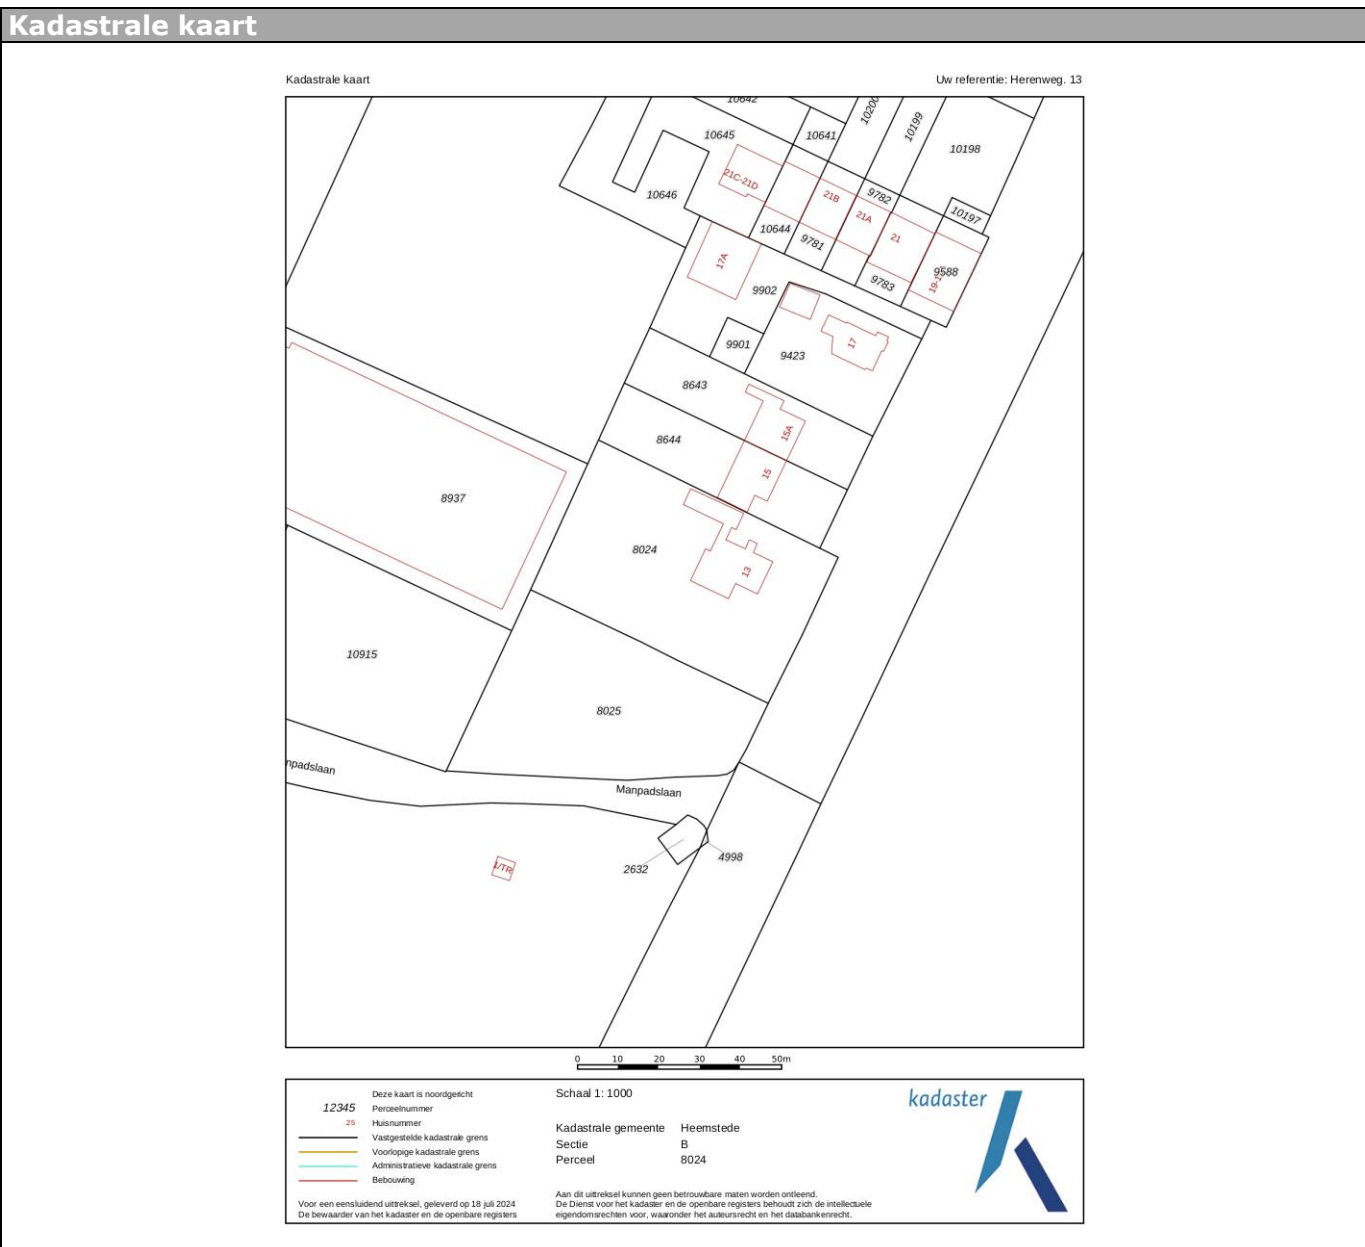 Kadastrale kaart
Kadastrale kaart
Uw referentie: Herenweg. 13
10642
10200
10199
10645
10641
10198
21C-21D
10646
21B
9782
10197
21A
10644
9781
21
17A
9588
9783
9902
17
9901
9423
8643
15A
8644
15
8937
8024
13
10915
8025
npadslaan
Manpadslaan
2632
4998
1/TR
0 10 20 30 40 50m
Deze kaart is noordgericht
12345 Perceelnummer
25 Huisnummer
Vastgestelde kadastrale grens
Voorlopige kadastrale grens
Administratieve kadastrale grens
Bebouwing
Voor een eensluidend uittreksel, geleverd op 18 juli 2024
De bewaarder van het kadaster en de openbare registers
Schaal 1: 1000
Kadastrale gemeente Heemstede
Sectie B
Perceel 8024
Aan dit uittreksel kunnen geen betrouwbare maten worden ontleend.
De Dienst voor het kadaster en de openbare registers behoudt zich de intellectuele
eigendomsrechten voor, waaronder het auteursrecht en het databankenrecht.
kadaster